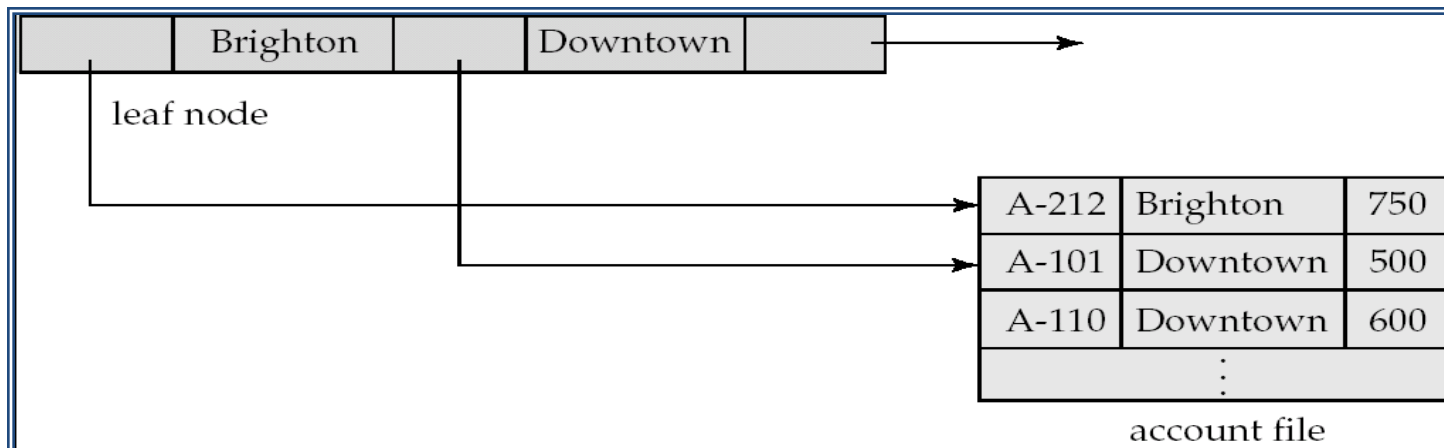 Brighton Downtown
leaf node
A-212 Brighton 750
A-101 Downtown 500
A-110 Downtown 600
⋮
account file